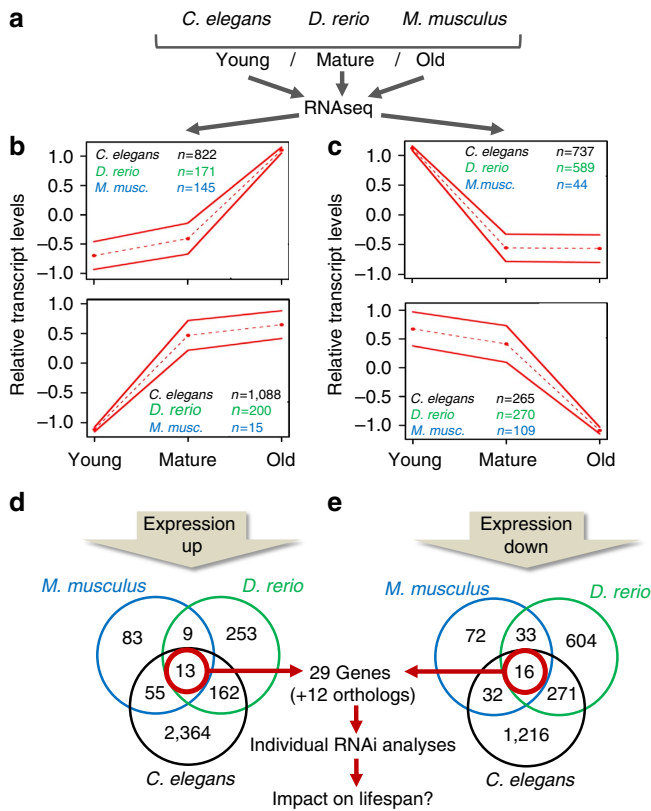 a
C. elegans D. rerio M. musculus
Young / Mature / Old
RNAseq
b
Relative transcript levels
1.0
0.5
0.0
−0.5
−1.0
C. elegans n=822
D. rerio n=171
M. musc. n=145
1.0
0.5
0.0
−0.5
−1.0
C. elegans n=1,088
D. rerio n=200
M. musc. n=15
Young Mature Old
c
Relative transcript levels
1.0
0.5
0.0
−0.5
−1.0
C. elegans n=737
D. rerio n=589
M.musc. n=44
1.0
0.5
0.0
−0.5
−1.0
C. elegans n=265
D. rerio n=270
M. musc. n=109
Young Mature Old
d
Expression
up
M. musculus D. rerio
83 9 253
13
55 162
2,364
C. elegans
29 Genes
(+12 orthologs)
Individual RNAi analyses
Impact on lifespan?
e
Expression
down
M. musculus D. rerio
72 33 604
16
32 271
1,216
C. elegans